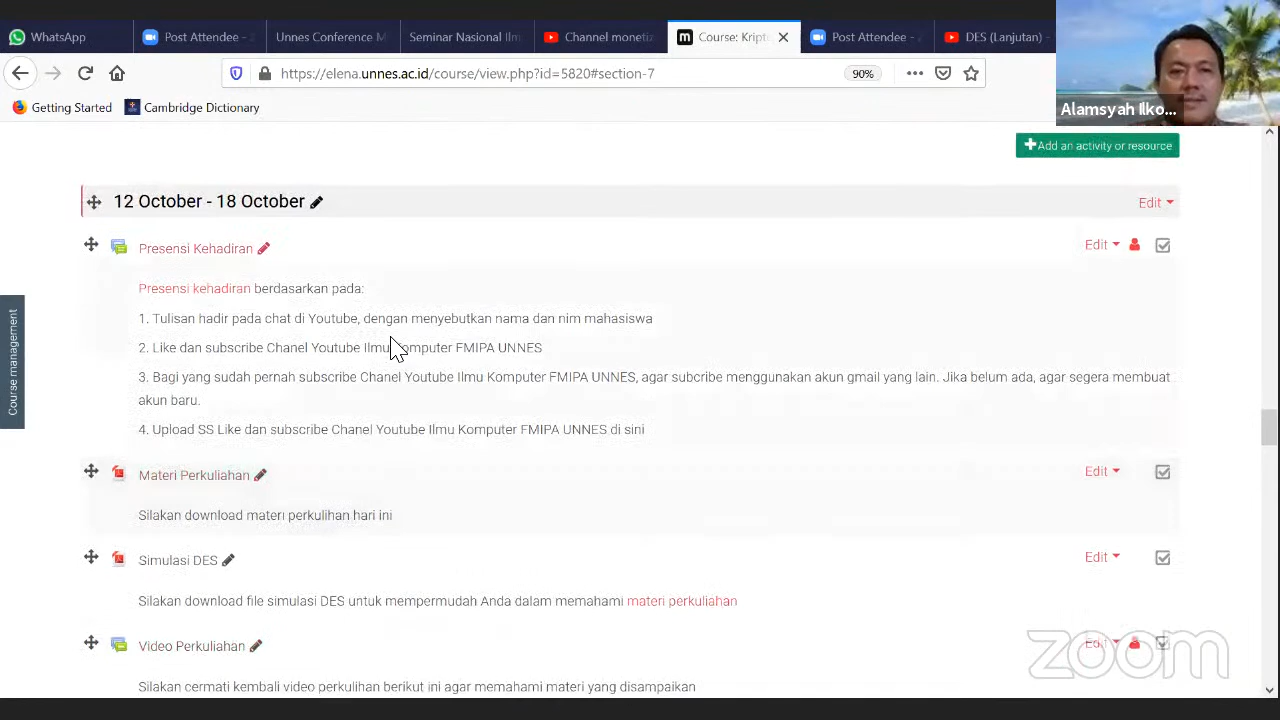 WhatsApp
Post Attendee -
Unnes Conference M
Seminar Nasional Ilm
Channel moneti
Course: Kripto
Post Attendee -
DES (Lanjutan) -
https://elena.unnes.ac.id/course/view.php?id=5820#section-7
90%
Getting Started
Cambridge Dictionary
Alamsyah Ilko...
Add an activity or resource
12 October - 18 October
Edit
Presensi Kehadiran
Edit
Presensi kehadiran berdasarkan pada:
1. Tulisan hadir pada chat di Youtube, dengan menyebutkan nama dan nim mahasiswa
2. Like dan subscribe Chanel Youtube Ilmu Komputer FMIPA UNNES
3. Bagi yang sudah pernah subscribe Chanel Youtube Ilmu Komputer FMIPA UNNES, agar subcribe menggunakan akun gmail yang lain. Jika belum ada, agar segera membuat
akun baru.
4. Upload SS Like dan subscribe Chanel Youtube Ilmu Komputer FMIPA UNNES di sini
Materi Perkuliahan
Edit
Silakan download materi perkulihan hari ini
Simulasi DES
Edit
Silakan download file simulasi DES untuk mempermudah Anda dalam memahami materi perkuliahan
Video Perkuliahan
Edit
Silakan cermati kembali video perkulihan berikut ini agar memahami materi yang disampaikan
Course management
zoom